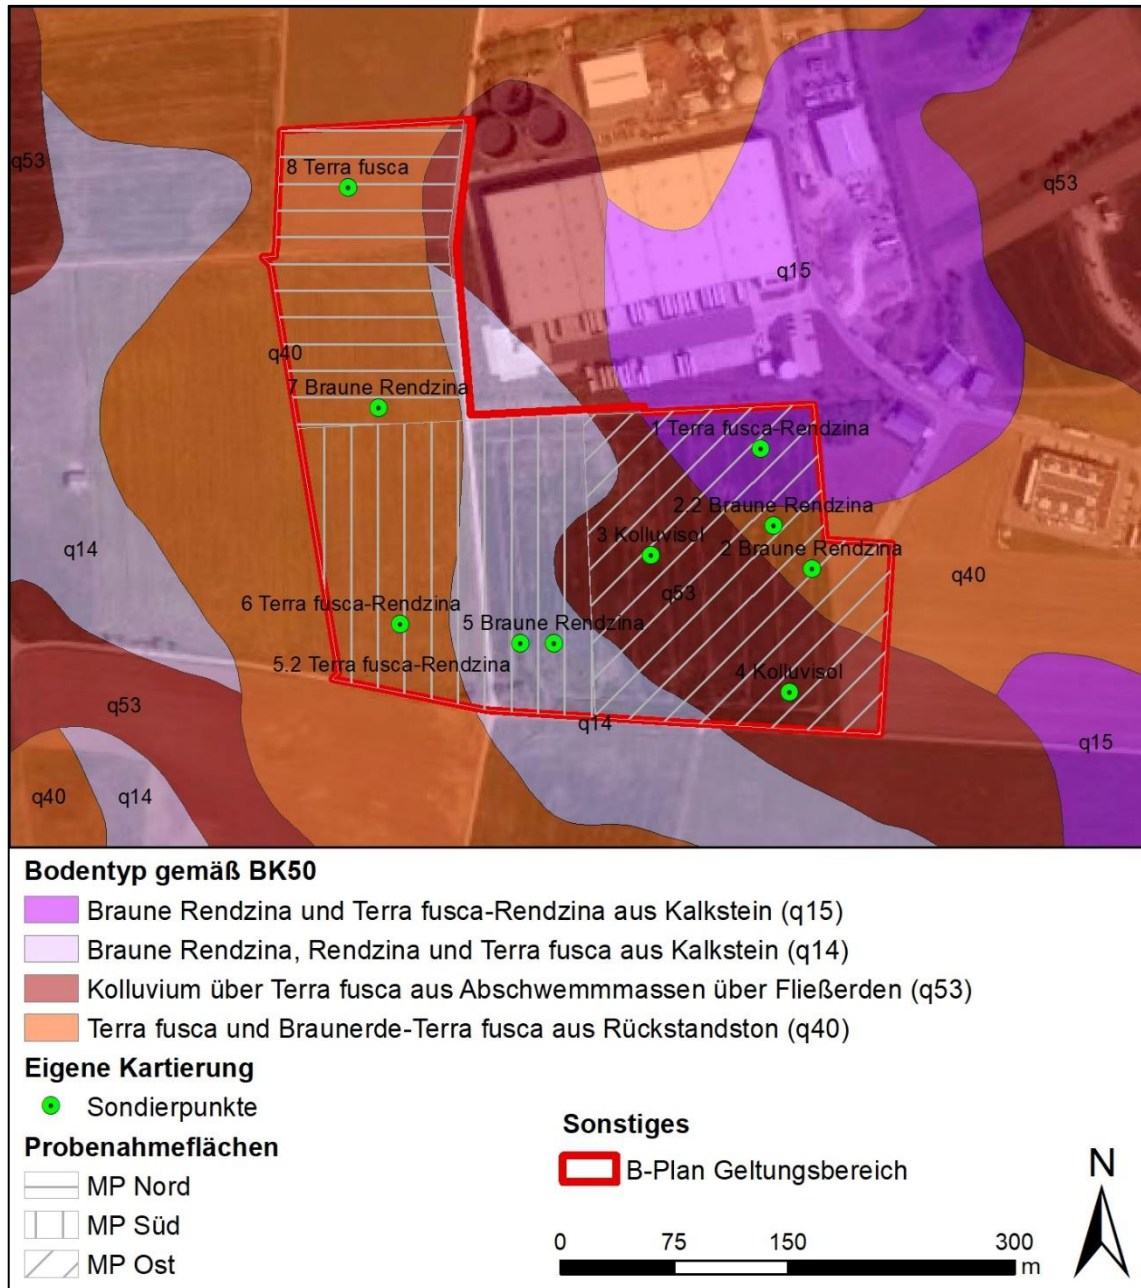 q53
8 Terra fusca
q53
q15
q40
7 Braune Rendzina
1 Terra fusca-Rendzina
2.2 Braune Rendzina
3 Kolluvisol
2 Braune Rendzina
q14
q40
q53
6 Terra fusca-Rendzina
5 Braune Rendzina
5.2 Terra fusca-Rendzina
4 Kolluvisol
q53
q14
q15
q40
q14
Bodentyp gemäß BK50
Braune Rendzina und Terra fusca-Rendzina aus Kalkstein (q15)
Braune Rendzina, Rendzina und Terra fusca aus Kalkstein (q14)
Kolluvium über Terra fusca aus Abschwemmmassen über Fließerden (q53)
Terra fusca und Braunerde-Terra fusca aus Rückstandston (q40)
Eigene Kartierung
Sondierpunkte
Probenahmeflächen
MP Nord
MP Süd
MP Ost
Sonstiges
B-Plan Geltungsbereich
0 75 150 300
m
N